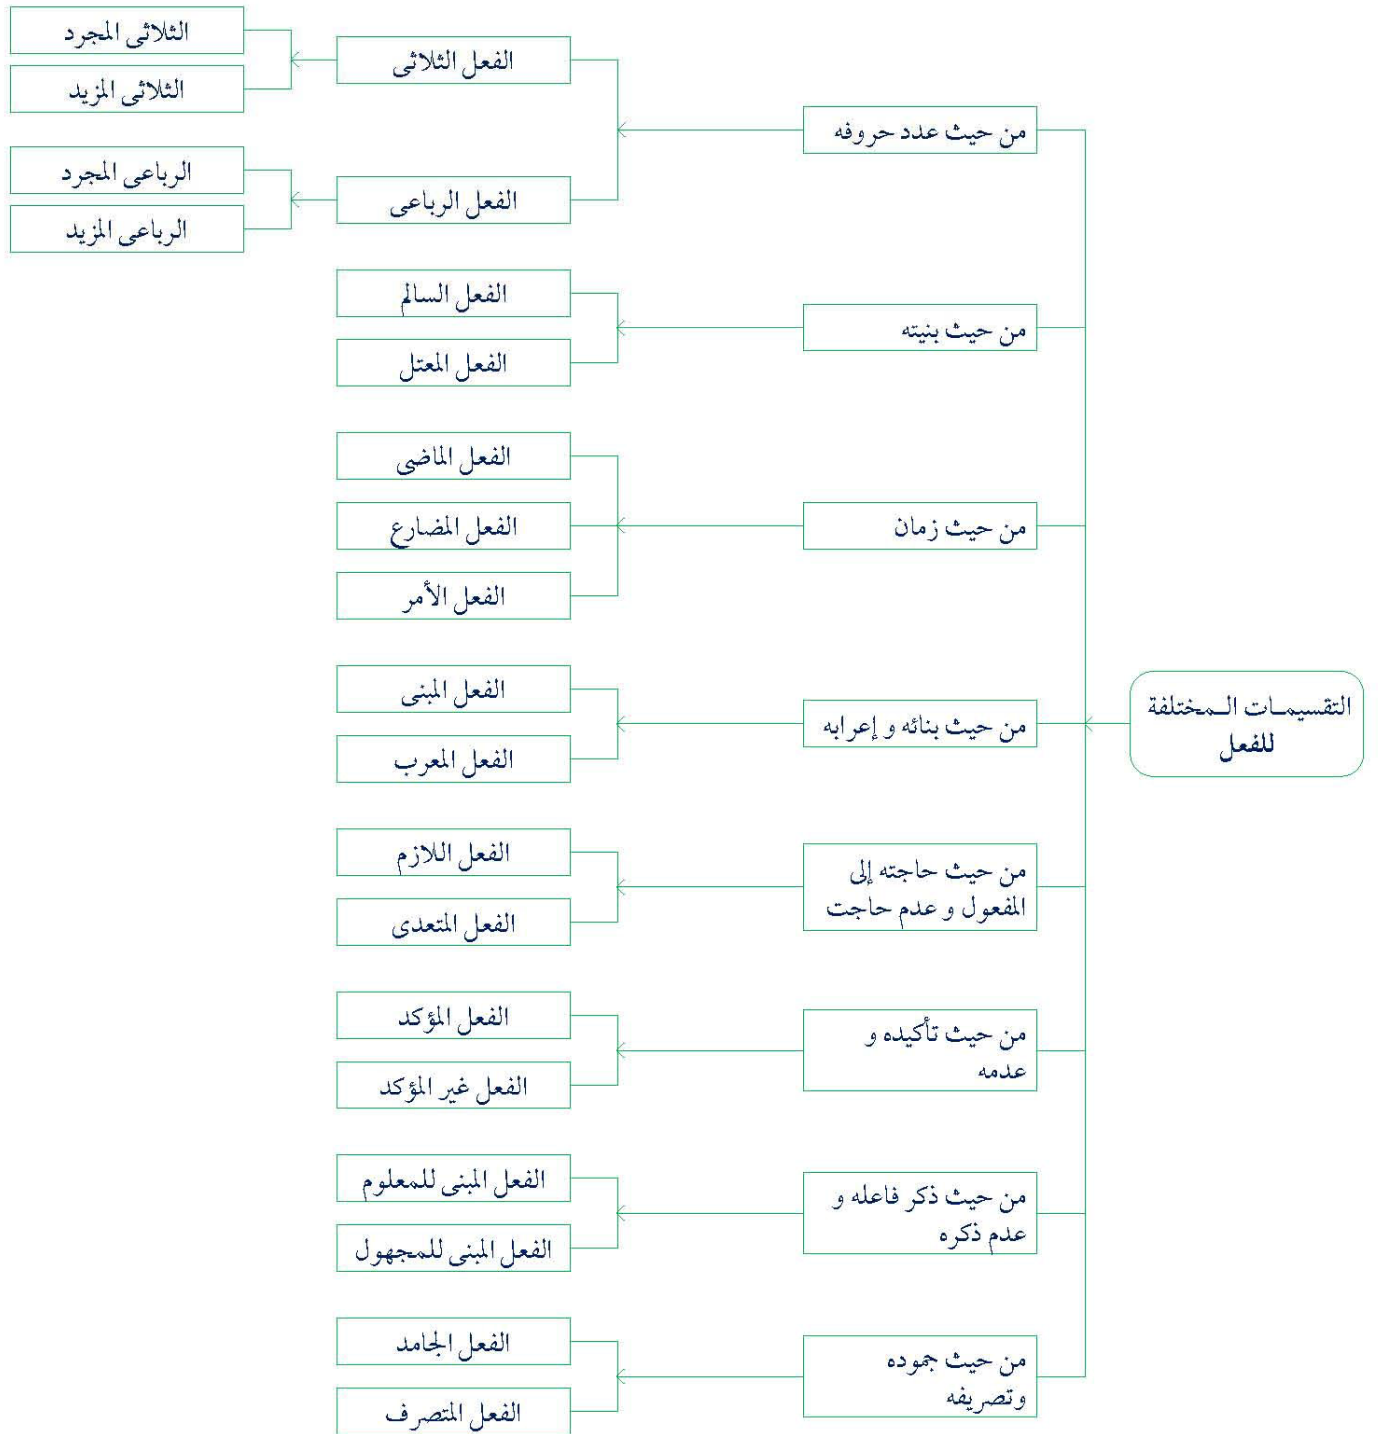 التقسيمـات الـمختلفة
للفعل
من حيث عدد حروفه
الفعل الثلاثى
الثلاثى المجرد
الثلاثى المزيد
الفعل الرباعى
الرباعى المجرد
الرباعى المزيد
من حيث بنيته
الفعل السالم
الفعل المعتل
من حيث زمان
الفعل الماضى
الفعل المضارع
الفعل الأمر
من حيث بنائه و إعرابه
الفعل المبنى
الفعل المعرب
من حيث حاجته إلى
المفعول و عدم حاجت
الفعل اللازم
الفعل المتعدى
من حيث تأكيده و
عدمه
الفعل المؤكد
الفعل غير المؤكد
من حيث ذكر فاعله و
عدم ذكره
الفعل المبنى للمعلوم
الفعل المبنى للمجهول
من حيث جموده
وتصريفه
الفعل الجامد
الفعل المتصرف